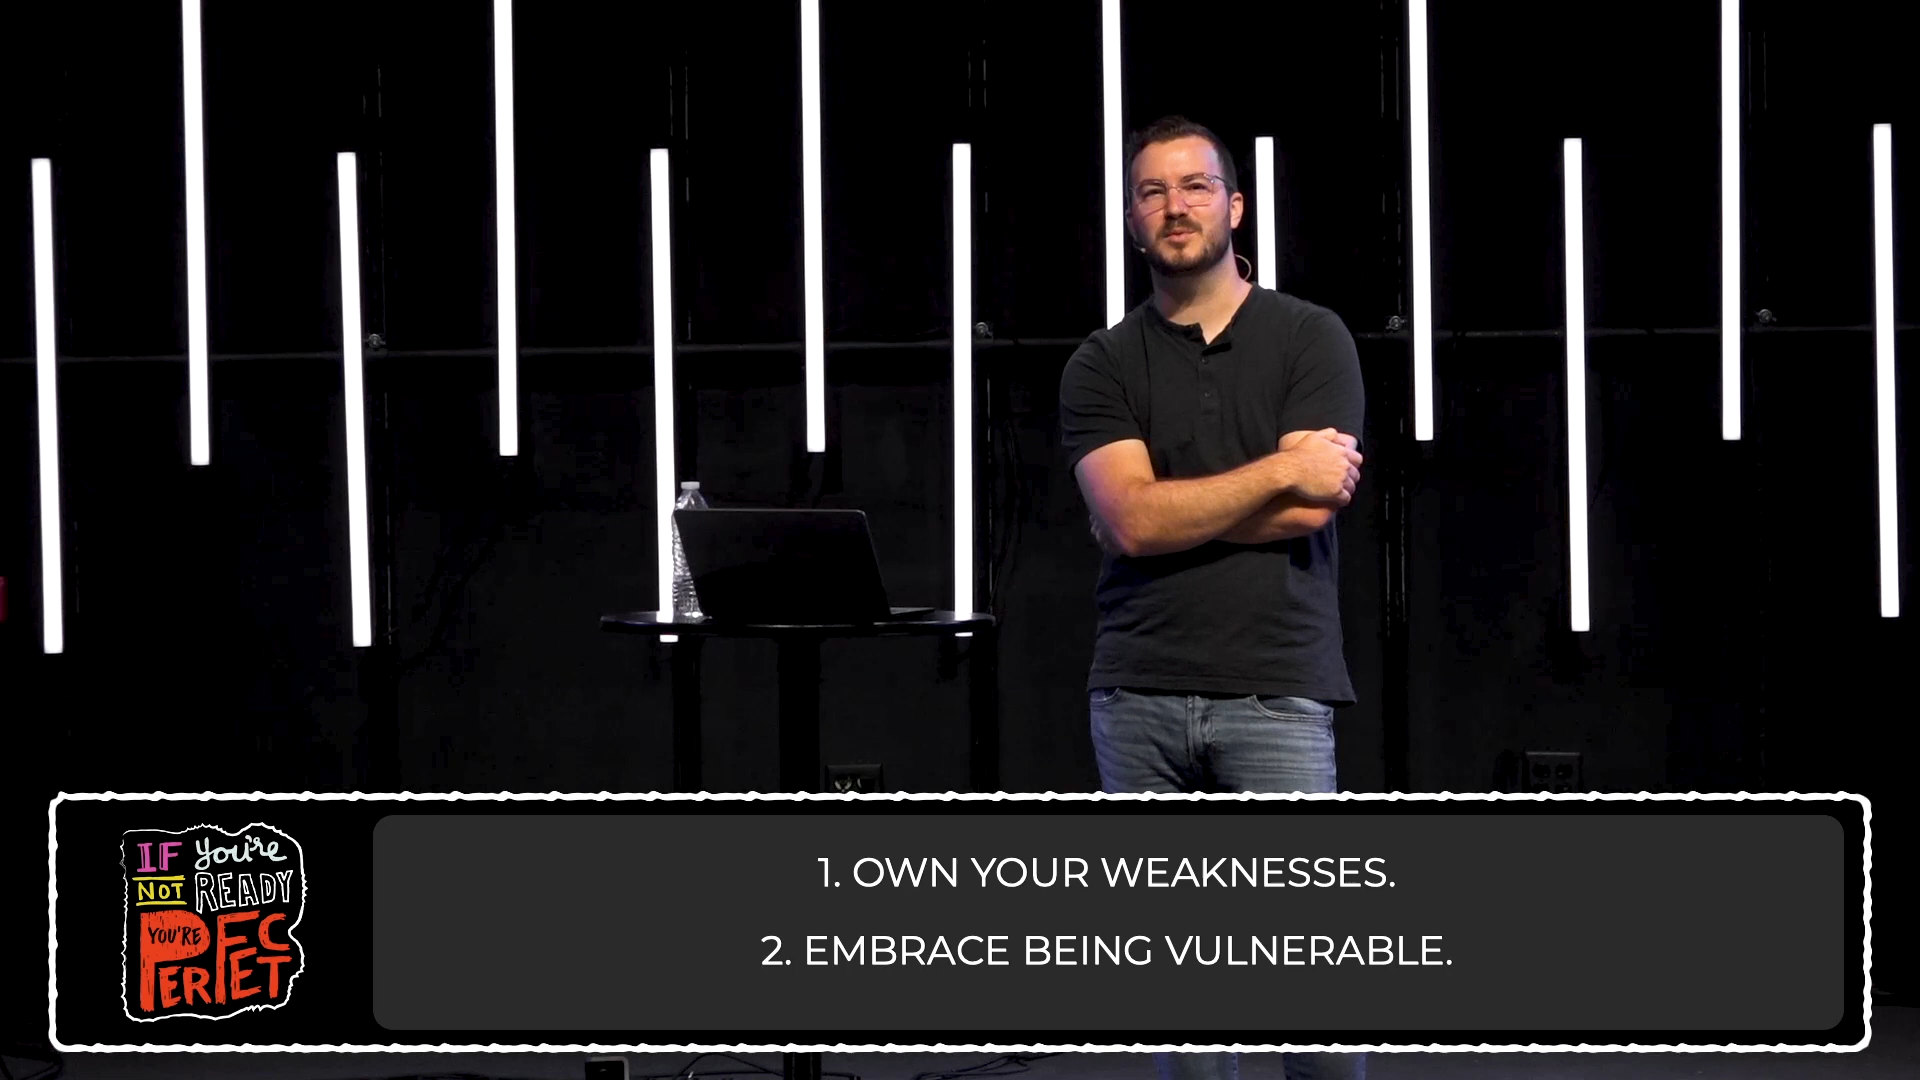 IF you're
NOT READY
YOU'RE
PERFECT
1. OWN YOUR WEAKNESSES.
2. EMBRACE BEING VULNERABLE.